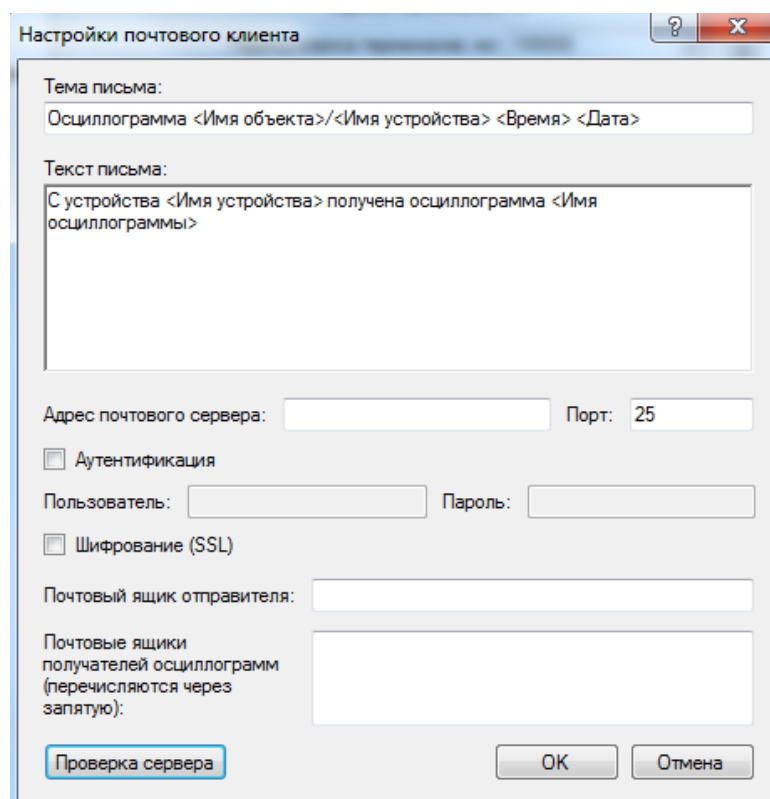 Настройки почтового клиента
Тема письма:
Осциллограмма <Имя объекта>/<Имя устройства> <Время> <Дата>
Текст письма:
С устройства <Имя устройства> получена осциллограмма <Имя
осциллограммы>
Адрес почтового сервера:
Порт: 25
Аутентификация
Пользователь:
Пароль:
Шифрование (SSL)
Почтовый ящик отправителя:
Почтовые ящики
получателей осциллограмм
(перечисляются через
запятую):
Проверка сервера
OK
Отмена